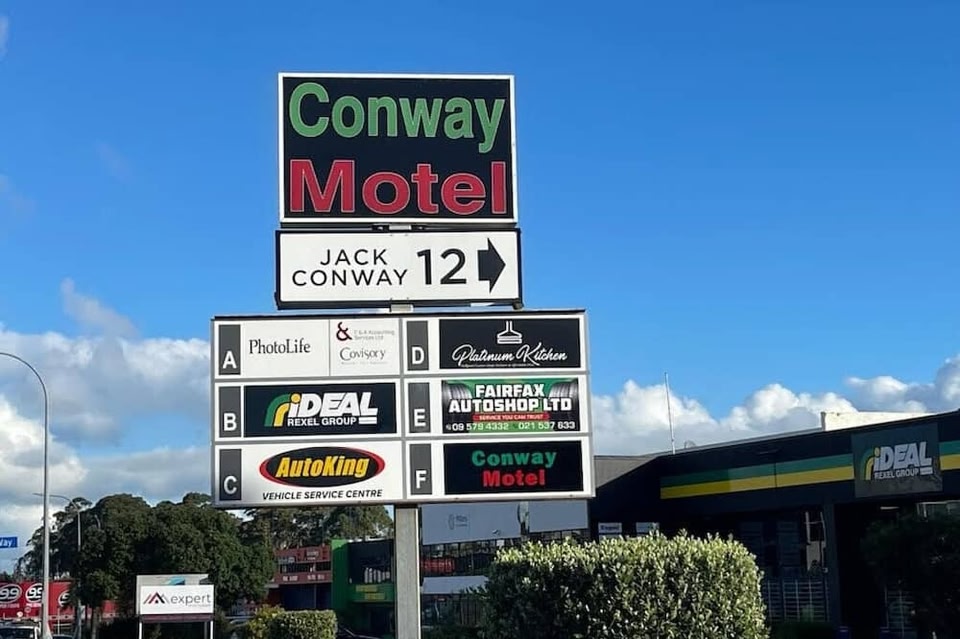 Conway
Motel
JACK
CONWAY 12
A PhotoLife
& C & A Accounting
Services Ltd
Covisory
D Platinum Kitchen
B iDEAL
REXEL GROUP
E FAIRFAX
AUTOSHOP LTD
SERVICE YOU CAN TRUST
09 579 4332 021 537 633
C AutoKing
VEHICLE SERVICE CENTRE
F Conway
Motel
iDEAL
REXEL GROUP
expert
99 99